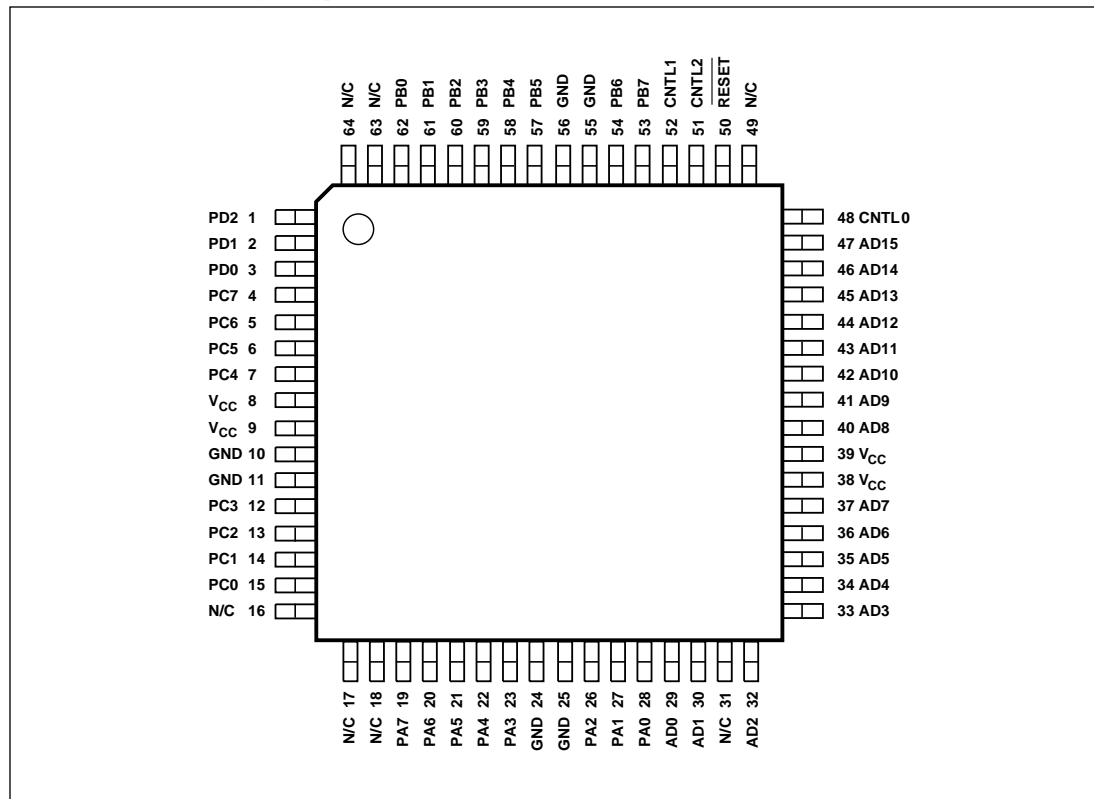 64 N/C
63 N/C
62 PB0
61 PB1
60 PB2
59 PB3
58 PB4
57 PB5
56 GND
55 GND
54 PB6
53 PB7
52 CNTL1
51 CNTL2
50 RESET
49 N/C
PD2 1
PD1 2
PD0 3
PC7 4
PC6 5
PC5 6
PC4 7
VCC 8
VCC 9
GND 10
GND 11
PC3 12
PC2 13
PC1 14
PC0 15
N/C 16
48 CNTL0
47 AD15
46 AD14
45 AD13
44 AD12
43 AD11
42 AD10
41 AD9
40 AD8
39 VCC
38 VCC
37 AD7
36 AD6
35 AD5
34 AD4
33 AD3
N/C 17
N/C 18
PA7 19
PA6 20
PA5 21
PA4 22
PA3 23
GND 24
GND 25
PA2 26
PA1 27
PA0 28
AD0 29
AD1 30
N/C 31
AD2 32